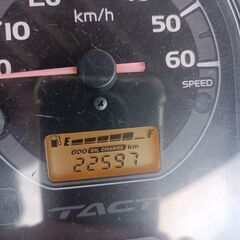 20
km/h
10
50
0
60
SPEED
E F
ODO OIL CHANGE km
22597
TACT